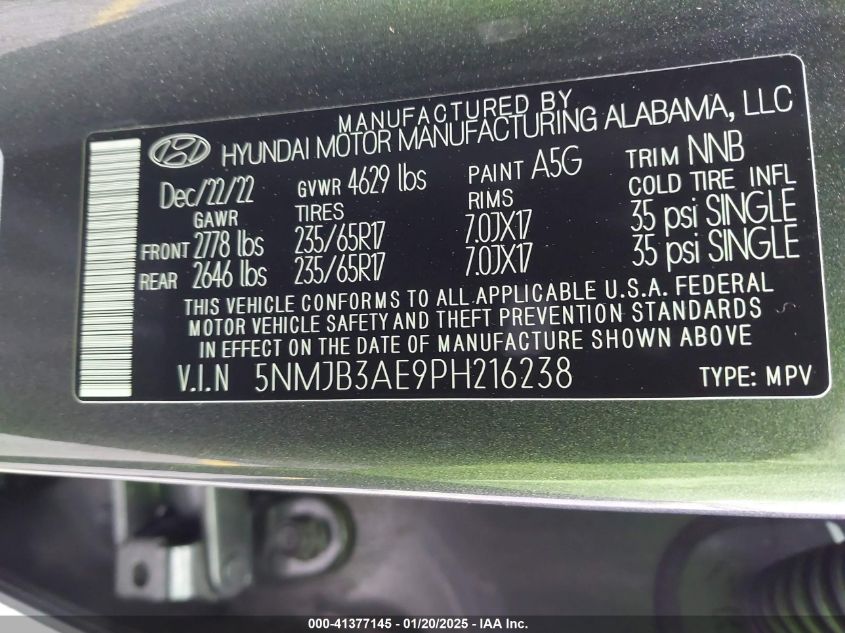 MANUFACTURED BY
HYUNDAI MOTOR MANUFACTURING ALABAMA, LLC
Dec/22/22 GVWR 4629 lbs PAINT A5G TRIM NNB
GAWR TIRES RIMS COLD TIRE INFL
FRONT 2778 lbs 235/65R17 7.0JX17 35 psi SINGLE
REAR 2646 lbs 235/65R17 7.0JX17 35 psi SINGLE
THIS VEHICLE CONFORMS TO ALL APPLICABLE U.S.A. FEDERAL
MOTOR VEHICLE SAFETY AND THEFT PREVENTION STANDARDS
IN EFFECT ON THE DATE OF MANUFACTURE SHOWN ABOVE
V.I.N 5NMJB3AE9PH216238 TYPE: MPV
000-41377145 - 01/20/2025 - IAA Inc.